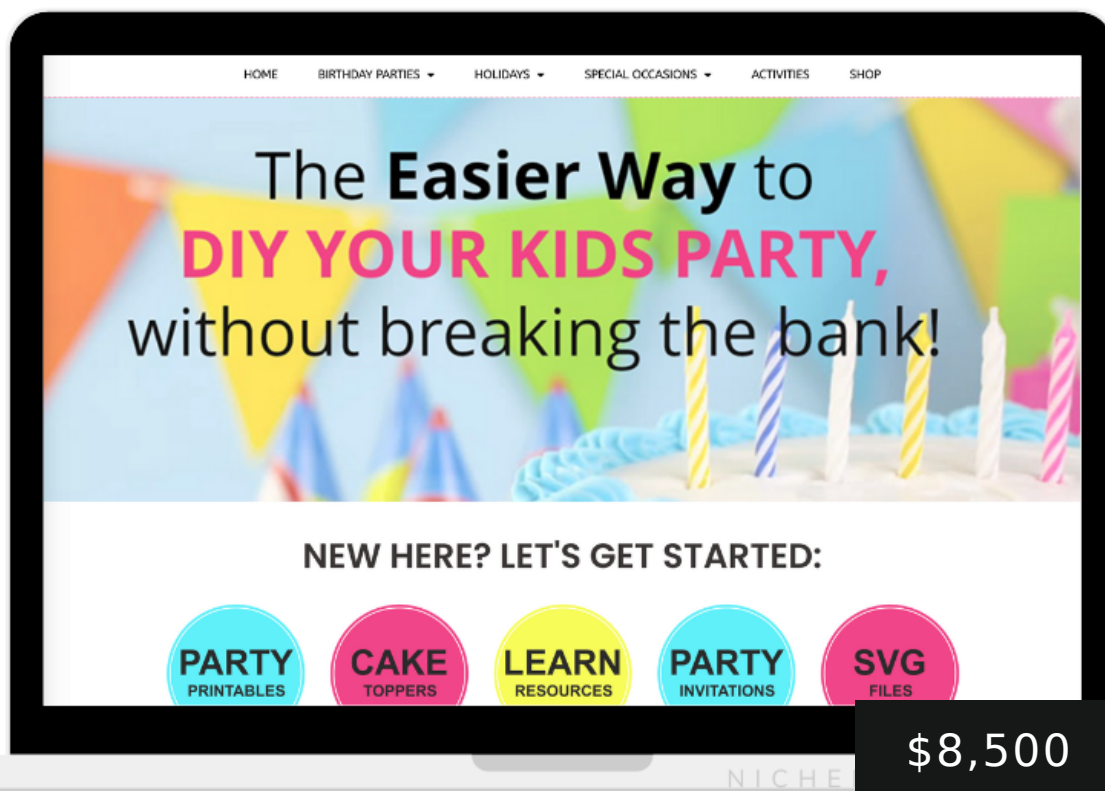 HOME BIRTHDAY PARTIES HOLIDAYS SPECIAL OCCASIONS ACTIVITIES SHOP
The Easier Way to
DIY YOUR KIDS PARTY,
without breaking the bank!
NEW HERE? LET'S GET STARTED:
PARTY CAKE LEARN PARTY SVG
PRINTABLES TOPPERS RESOURCES INVITATIONS FILES
$8,500